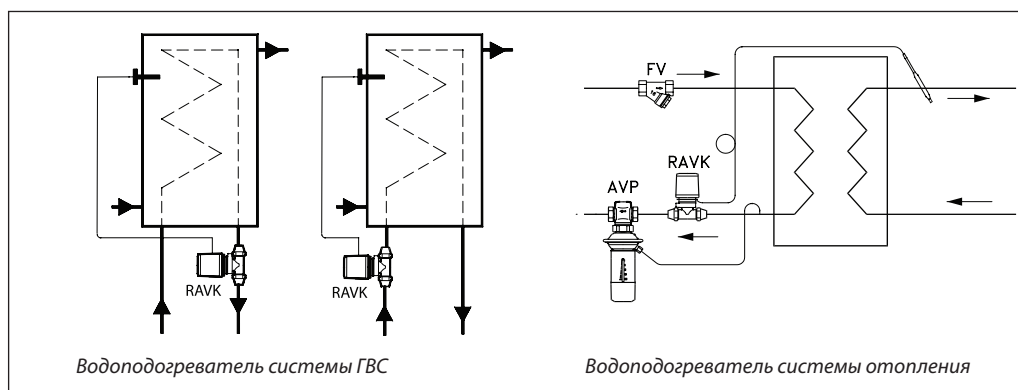 FV
RAVK
AVP
RAVK
RAVK
Водоподогреватель системы ГВС
Водоподогреватель системы отопления